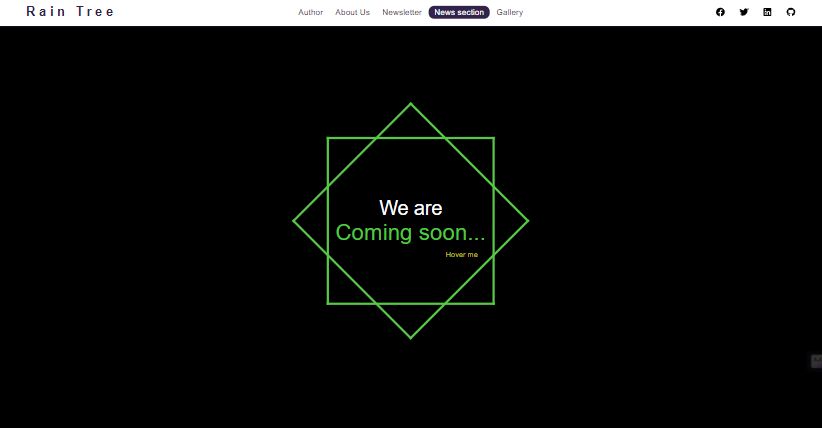 Rain Tree
Author About Us Newsletter News section Gallery
We are
Coming soon...
Hover me